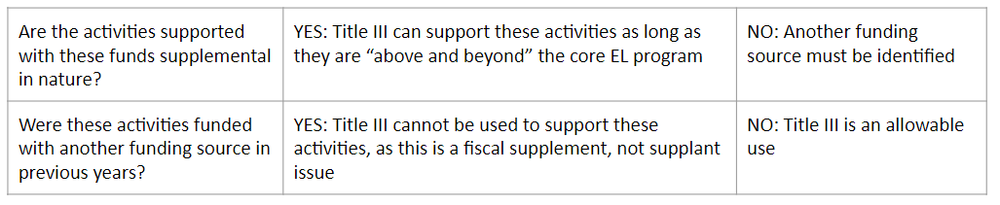 Are the activities supported
with these funds supplemental
in nature?
YES: Title III can support these activities as long as
they are “above and beyond” the core EL program
NO: Another funding
source must be identified
Were these activities funded
with another funding source in
previous years?
YES: Title III cannot be used to support these
activities, as this is a fiscal supplement, not supplant
issue
NO: Title III is an allowable
use